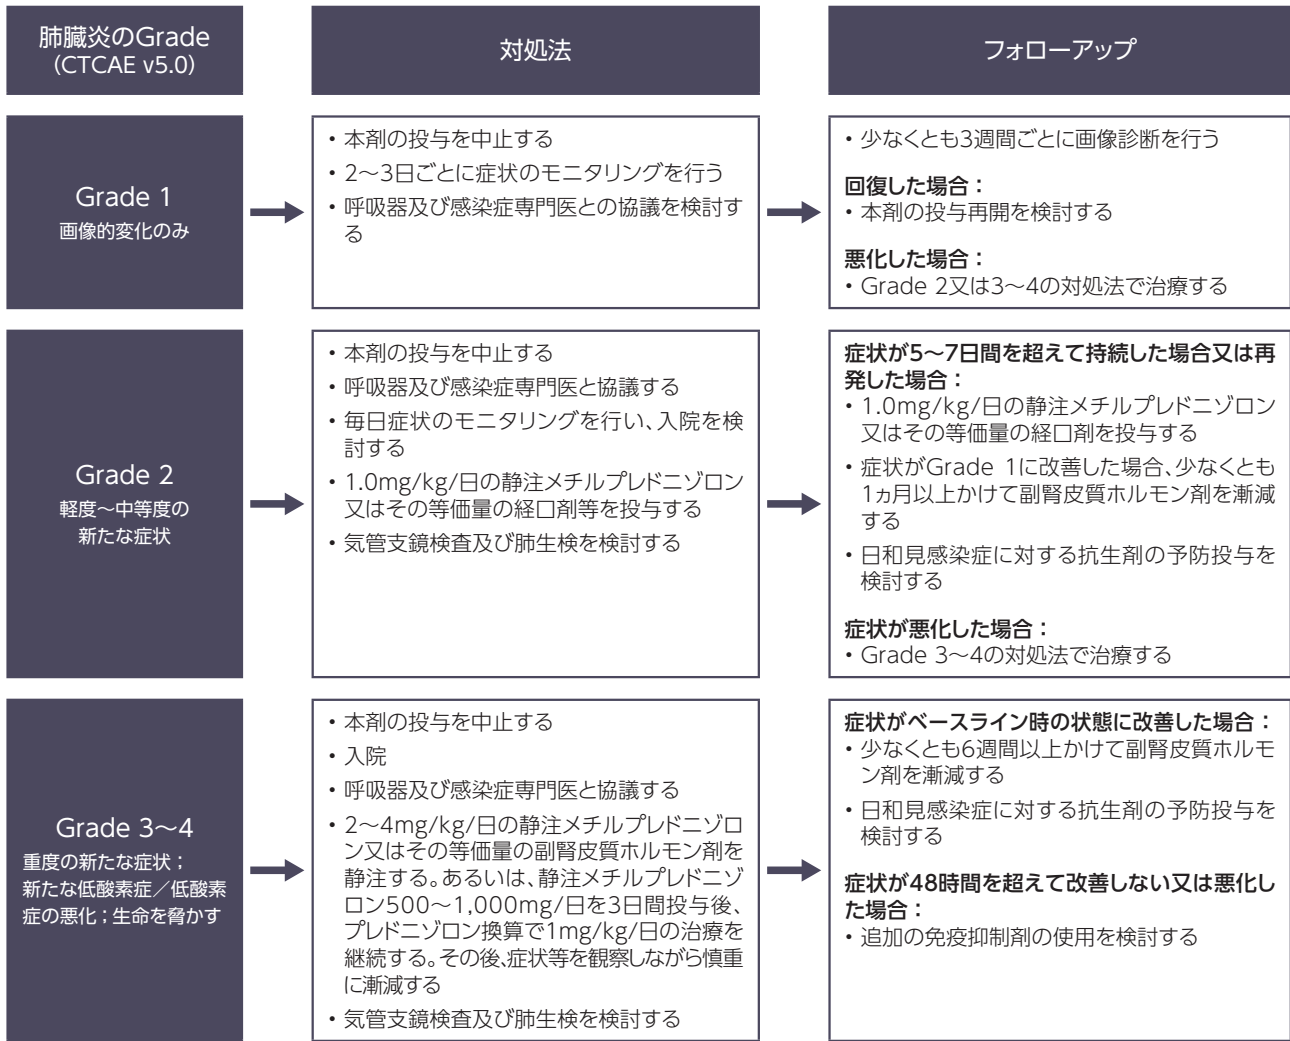 肺臓炎のGrade
(CTCAE v5.0)
対処法
フォローアップ
Grade 1
画像的変化のみ
・本剤の投与を中止する
・2～3日ごとに症状のモニタリングを行う
・呼吸器及び感染症専門医との協議を検討す
る
・少なくとも3週間ごとに画像診断を行う
回復した場合：
・本剤の投与再開を検討する
悪化した場合：
・Grade 2又は3～4の対処法で治療する
Grade 2
軽度～中等度の
新たな症状
・本剤の投与を中止する
・呼吸器及び感染症専門医と協議する
・毎日症状のモニタリングを行い、入院を検
討する
・1.0mg/kg/日の静注メチルプレドニゾロン
又はその等価量の経口剤等を投与する
・気管支鏡検査及び肺生検を検討する
症状が5～7日間を超えて持続した場合又は再
発した場合：
・1.0mg/kg/日の静注メチルプレドニゾロン
又はその等価量の経口剤を投与する
・症状がGrade 1に改善した場合、少なくとも
1ヵ月以上かけて副腎皮質ホルモン剤を漸減
する
・日和見感染症に対する抗生剤の予防投与を
検討する
症状が悪化した場合：
・Grade 3～4の対処法で治療する
Grade 3～4
重度の新たな症状；
新たな低酸素症／低酸素
症の悪化；生命を脅かす
・本剤の投与を中止する
・入院
・呼吸器及び感染症専門医と協議する
・2～4mg/kg/日の静注メチルプレドニゾロ
ン又はその等価量の副腎皮質ホルモン剤を
静注する。あるいは、静注メチルプレドニゾ
ロン500～1,000mg/日を3日間投与後、
プレドニゾロン換算で1mg/kg/日の治療を
継続する。その後、症状等を観察しながら慎重
に漸減する
・気管支鏡検査及び肺生検を検討する
症状がベースライン時の状態に改善した場合：
・少なくとも6週間以上かけて副腎皮質ホルモ
ン剤を漸減する
・日和見感染症に対する抗生剤の予防投与を
検討する
症状が48時間を超えて改善しない又は悪化し
た場合：
・追加の免疫抑制剤の使用を検討する